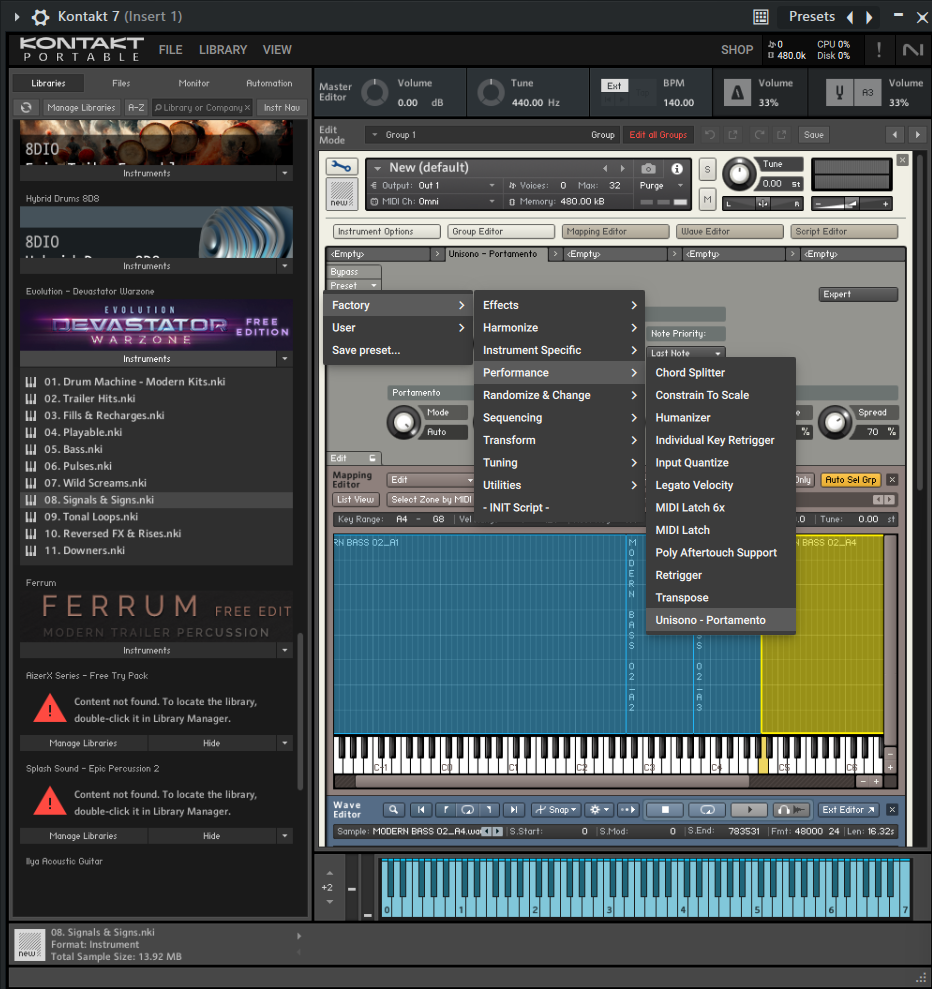 Kontakt 7 (Insert 1)
Presets
KONTAKT
PORTABLE
FILE LIBRARY VIEW
SHOP
0
480.0k
CPU 0%
Disk 0%
Libraries Files Monitor Automation
Manage Libraries A-Z Library or Company Instr Nav
8DIO
Instruments
Hybrid Drums 8D8
8DIO
Instruments
Evolution - Devastator Warzone
EVOLUTION
DEVASTATOR
WARZONE
FREE
EDITION
Instruments
01. Drum Machine - Modern Kits.nki
02. Trailer Hits.nki
03. Fills & Recharges.nki
04. Playable.nki
05. Bass.nki
06. Pulses.nki
07. Wild Screams.nki
08. Signals & Signs.nki
09. Tonal Loops.nki
10. Reversed FX & Rises.nki
11. Downers.nki
Ferrum
FERRUM FREE EDIT
MODERN TRAILER PERCUSSION
Instruments
AizerX Series - Free Try Pack
Content not found. To locate the library,
double-click it in Library Manager.
Manage Libraries Hide
Splash Sound - Epic Percussion 2
Content not found. To locate the library,
double-click it in Library Manager.
Manage Libraries Hide
Ilya Acoustic Guitar
Master
Editor
Volume
0.00 dB
Tune
440.00 Hz
Ext
BPM
140.00
Volume
33%
A3
Volume
33%
Edit
Mode
Group 1 Group
Edit all Groups
Save
new
New (default)
Output: Out 1 Voices: 0 Max: 32 Purge
MIDI Ch: Omni Memory: 480.00 kB
S
M
Tune
0.00 st
L R
- +
Instrument Options Group Editor Mapping Editor Wave Editor Script Editor
<Empty> Unisono - Portamento <Empty> <Empty> <Empty>
Bypass
Preset
Expert
Factory
User
Save preset...
Effects
Harmonize
Instrument Specific
Performance
Randomize & Change
Sequencing
Transform
Tuning
Utilities
- INIT Script -
Note Priority:
Last Note
Chord Splitter
Constrain To Scale
Humanizer
Individual Key Retrigger
Input Quantize
Legato Velocity
MIDI Latch 6x
MIDI Latch
Poly Aftertouch Support
Retrigger
Transpose
Unisono - Portamento
Portamento
Mode
Auto
%
Spread
70 %
Edit
Mapping
Editor
Edit
Auto Sel Grp
List View Select Zone by MIDI
Key Range: A4 - G8 Vel
Tune: 0.00 st
RN BASS 02_A1
MODERN BASS 02_A2
S 02_A3
BASS 02_A4
C-1 C0 C1 C2 C3 C4 C5 C6
Wave
Editor
Snap
Ext Editor
Sample: MODERN BASS 02_A4.wav S.Start: 0 S.Mod: 0 S.End: 783531 Fmt: 48000 24 Len: 16.32s
+2
0 1 2 3 4 5 6 7
new
08. Signals & Signs.nki
Format: Instrument
Total Sample Size: 13.92 MB